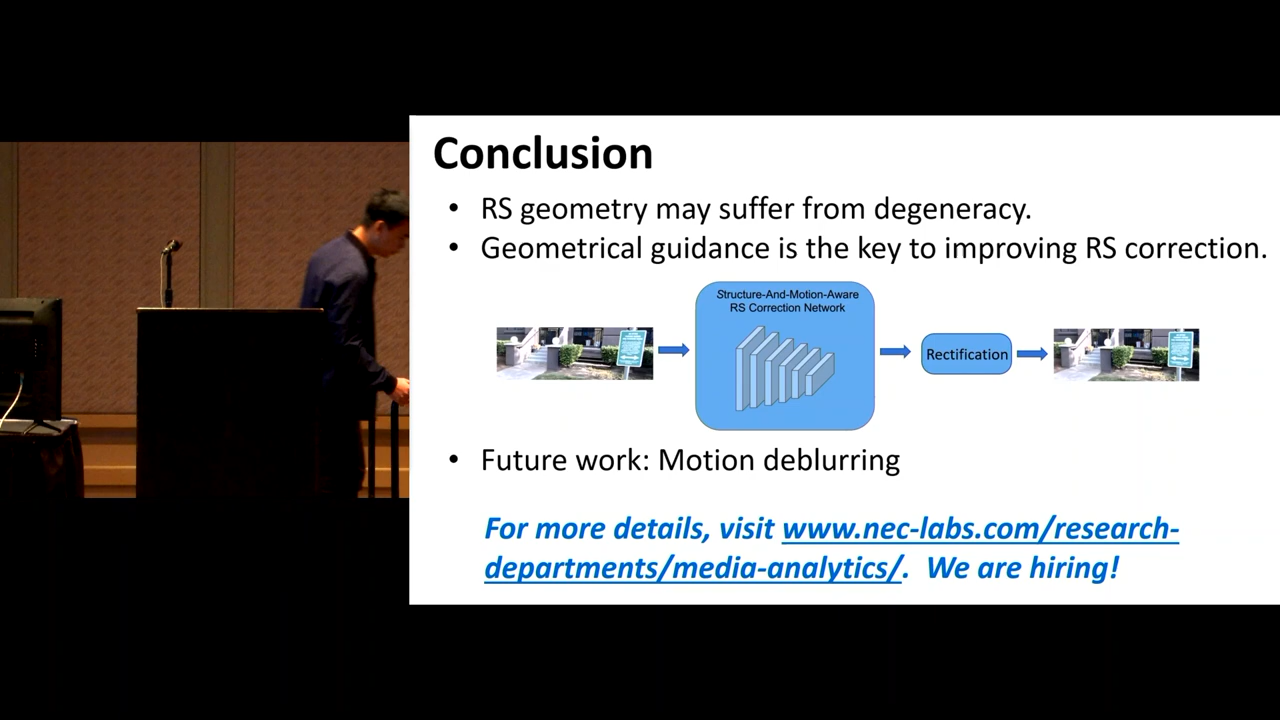 Conclusion
• RS geometry may suffer from degeneracy.
• Geometrical guidance is the key to improving RS correction.
Structure-And-Motion-Aware
RS Correction Network
Rectification
• Future work: Motion deblurring
For more details, visit www.nec-labs.com/research-
departments/media-analytics/. We are hiring!